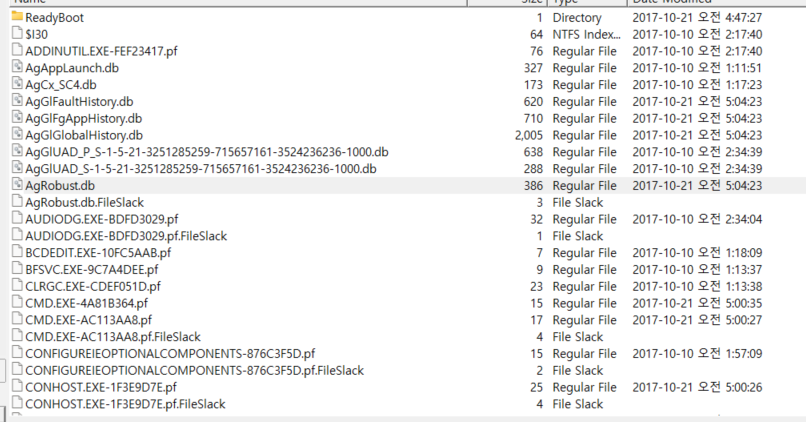 Name Size Type Date Modified
ReadyBoot 1 Directory 2017-10-21 오전 4:47:27
$I30 64 NTFS Index... 2017-10-10 오전 2:17:40
ADDINUTIL.EXE-FEF23417.pf 76 Regular File 2017-10-10 오전 2:17:40
AgAppLaunch.db 327 Regular File 2017-10-10 오전 1:11:51
AgCx_SC4.db 173 Regular File 2017-10-10 오전 1:17:23
AgGlFaultHistory.db 620 Regular File 2017-10-21 오전 5:04:23
AgGlFgAppHistory.db 710 Regular File 2017-10-21 오전 5:04:23
AgGlGlobalHistory.db 2,005 Regular File 2017-10-21 오전 5:04:23
AgGlUAD_P_S-1-5-21-3251285259-715657161-3524236236-1000.db 638 Regular File 2017-10-10 오전 2:34:39
AgGlUAD_S-1-5-21-3251285259-715657161-3524236236-1000.db 288 Regular File 2017-10-10 오전 2:34:39
AgRobust.db 386 Regular File 2017-10-21 오전 5:04:23
AgRobust.db.FileSlack 3 File Slack
AUDIODG.EXE-BDFD3029.pf 32 Regular File 2017-10-10 오전 2:34:04
AUDIODG.EXE-BDFD3029.pf.FileSlack 1 File Slack
BCDEDIT.EXE-10FC5AAB.pf 7 Regular File 2017-10-10 오전 1:18:09
BFSVC.EXE-9C7A4DEE.pf 9 Regular File 2017-10-10 오전 1:13:37
CLRGC.EXE-CDEF051D.pf 23 Regular File 2017-10-10 오전 1:13:38
CMD.EXE-4A81B364.pf 15 Regular File 2017-10-21 오전 5:00:35
CMD.EXE-AC113AA8.pf 17 Regular File 2017-10-21 오전 5:00:27
CMD.EXE-AC113AA8.pf.FileSlack 4 File Slack
CONFIGUREIEOPTIONALCOMPONENTS-876C3F5D.pf 15 Regular File 2017-10-10 오전 1:57:09
CONFIGUREIEOPTIONALCOMPONENTS-876C3F5D.pf.FileSlack 2 File Slack
CONHOST.EXE-1F3E9D7E.pf 25 Regular File 2017-10-21 오전 5:00:26
CONHOST.EXE-1F3E9D7E.pf.FileSlack 4 File Slack